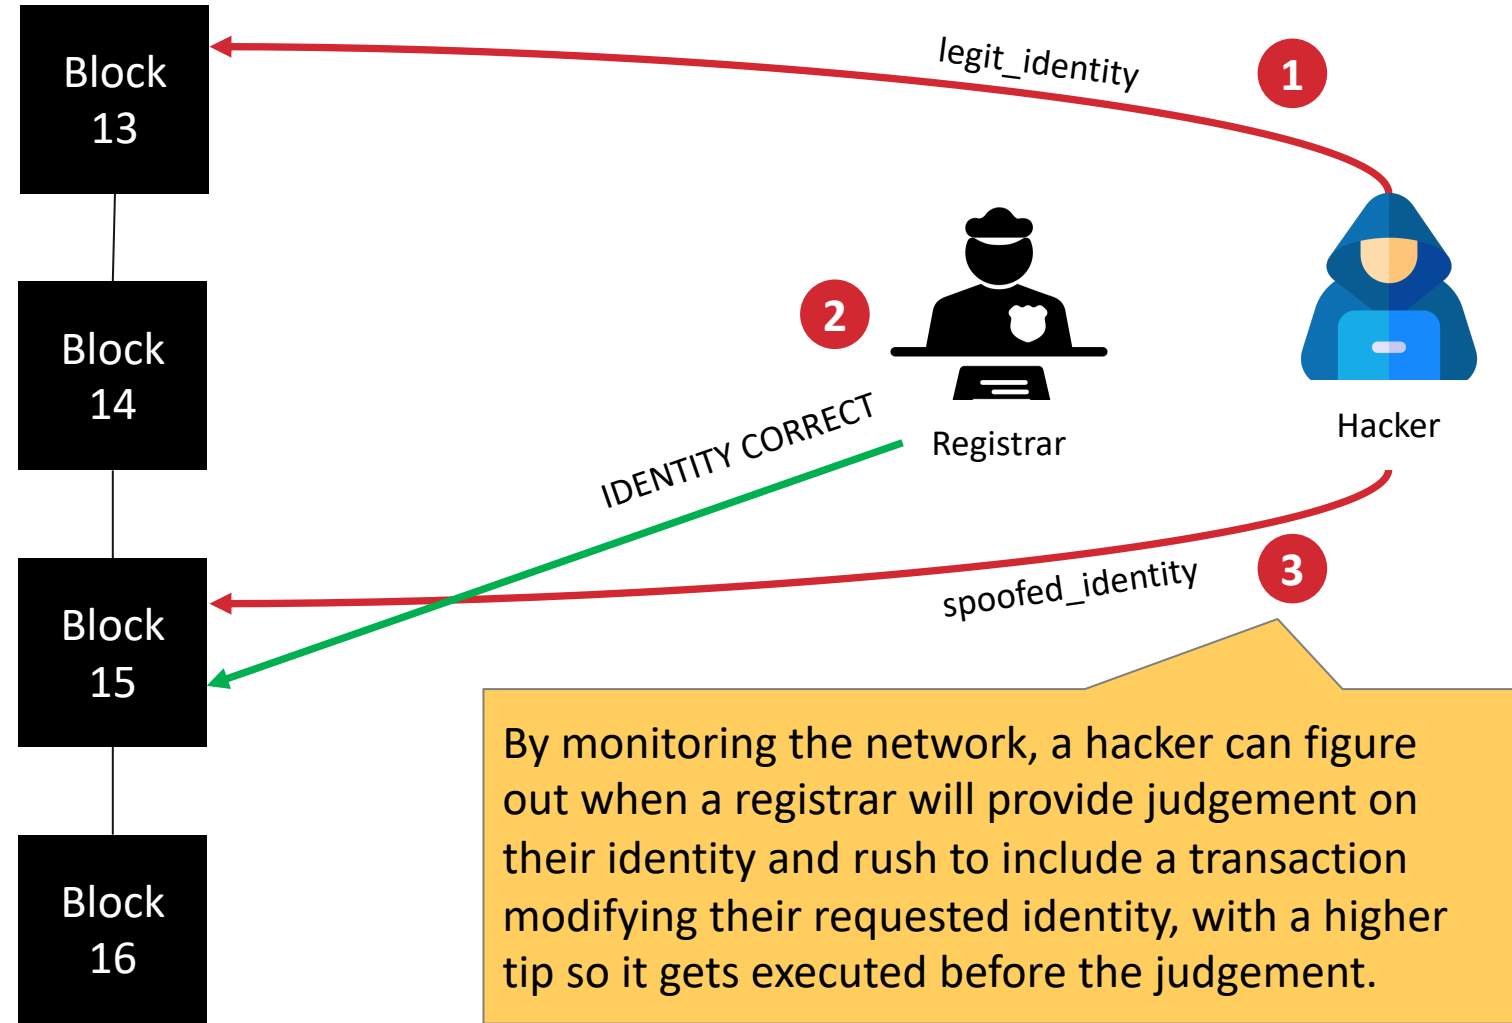 Block
13
legit_identity
1
Block
14
2
IDENTITY CORRECT
Registrar
Hacker
Block
15
spoofed_identity
3
By monitoring the network, a hacker can figure
out when a registrar will provide judgement on
their identity and rush to include a transaction
modifying their requested identity, with a higher
tip so it gets executed before the judgement.
Block
16